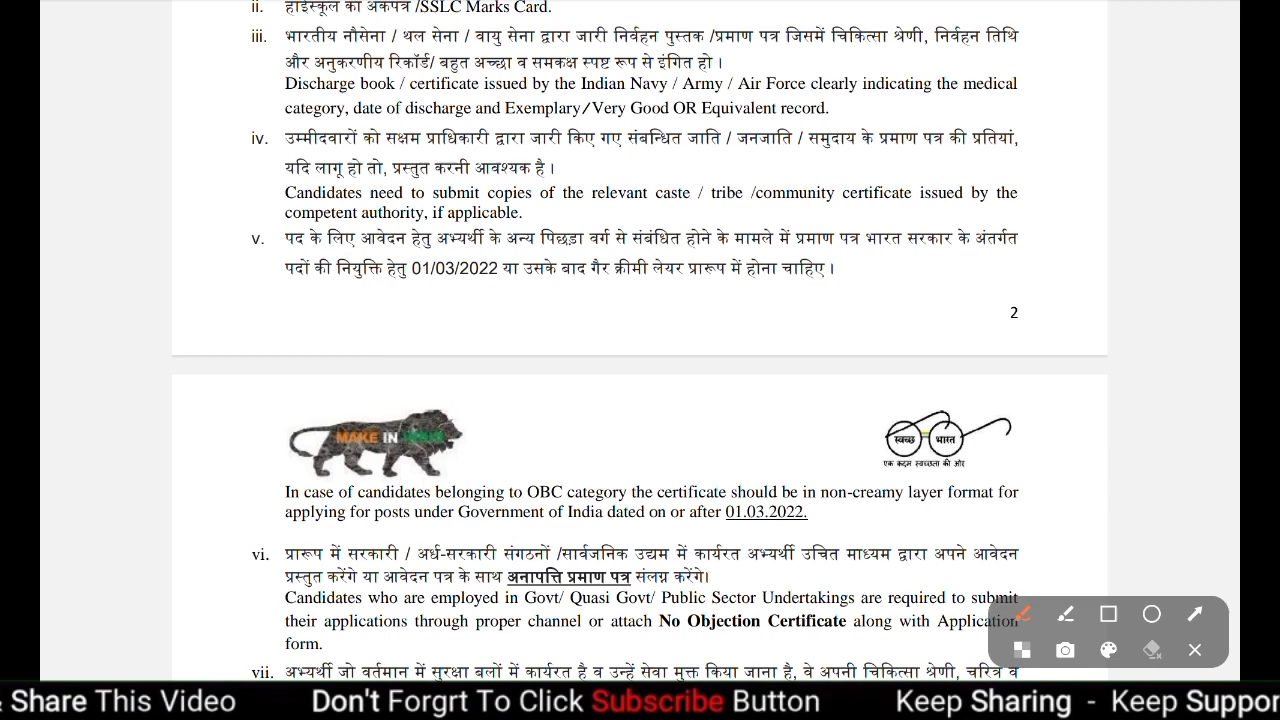 ii. हाईस्कूल का अंकपत्र /SSLC Marks Card.
iii. भारतीय नौसेना / थल सेना / वायु सेना द्वारा जारी निर्वहन पुस्तक /प्रमाण पत्र जिसमें चिकित्सा श्रेणी, निर्वहन तिथि
और अनुकरणीय रिकॉर्ड/ बहुत अच्छा व समकक्ष स्पष्ट रूप से इंगित हो ।
Discharge book / certificate issued by the Indian Navy / Army / Air Force clearly indicating the medical
category, date of discharge and Exemplary/Very Good OR Equivalent record.
iv. उम्मीदवारों को सक्षम प्राधिकारी द्वारा जारी किए गए संबन्धित जाति / जनजाति / समुदाय के प्रमाण पत्र की प्रतियां,
यदि लागू हो तो, प्रस्तुत करनी आवश्यक है ।
Candidates need to submit copies of the relevant caste / tribe /community certificate issued by the
competent authority, if applicable.
v. पद के लिए आवेदन हेतु अभ्यर्थी के अन्य पिछड़ा वर्ग से संबंधित होने के मामले में प्रमाण पत्र भारत सरकार के अंतर्गत
पदों की नियुक्ति हेतु 01/03/2022 या उसके बाद गैर क्रीमी लेयर प्रारूप में होना चाहिए ।
2
MAKE IN INDIA
स्वच्छ भारत
एक कदम स्वच्छता की ओर
In case of candidates belonging to OBC category the certificate should be in non-creamy layer format for
applying for posts under Government of India dated on or after 01.03.2022.
vi. प्रारूप में सरकारी / अर्ध-सरकारी संगठनों /सार्वजनिक उद्यम में कार्यरत अभ्यर्थी उचित माध्यम द्वारा अपने आवेदन
प्रस्तुत करेंगे या आवेदन पत्र के साथ अनापत्ति प्रमाण पत्र संलग्न करेंगे।
Candidates who are employed in Govt/ Quasi Govt/ Public Sector Undertakings are required to submit
their applications through proper channel or attach No Objection Certificate along with Application
form.
vii. अभ्यर्थी जो वर्तमान में सुरक्षा बलों में कार्यरत है व उन्हें सेवा मुक्त किया जाना है, वे अपनी चिकित्सा श्रेणी, चरित्र व
& Share This Video Don't Forgrt To Click Subscribe Button Keep Sharing - Keep Suppor